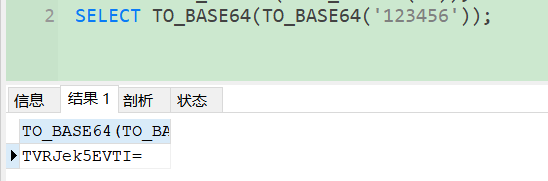 2 SELECT TO_BASE64(TO_BASE64('123456'));
信息 结果 1 剖析 状态
TO_BASE64(TO_BA
TVRJek5EVTI=